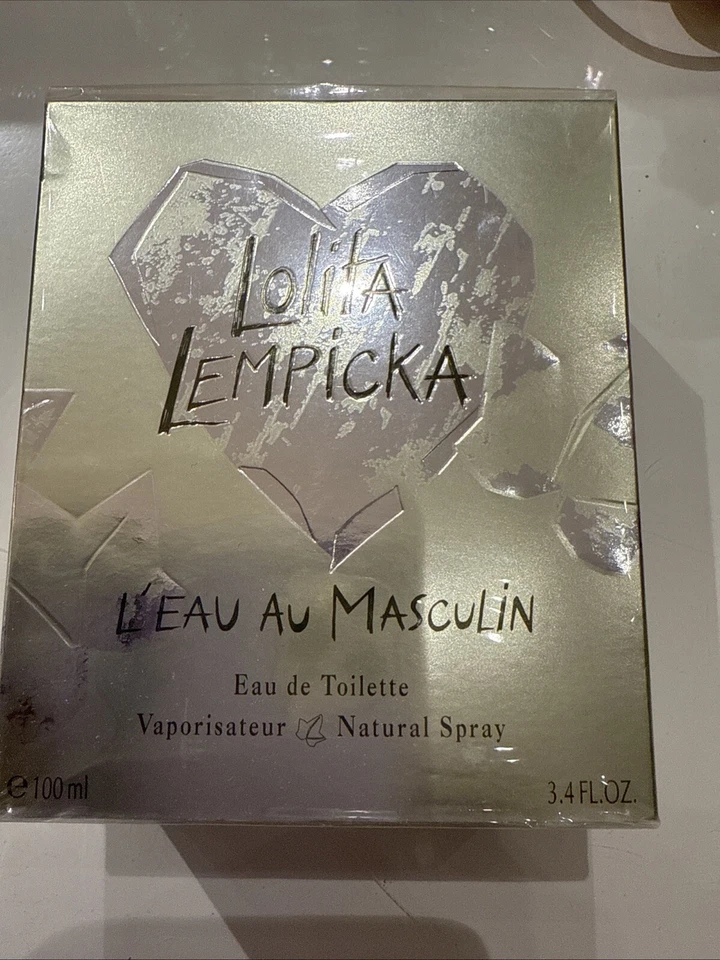 Lolita
LEMPicKA
L'EAU AU MASCULiN
Eau de Toilette
Vaporisateur Natural Spray
℮100 ml
3.4 FL.OZ.